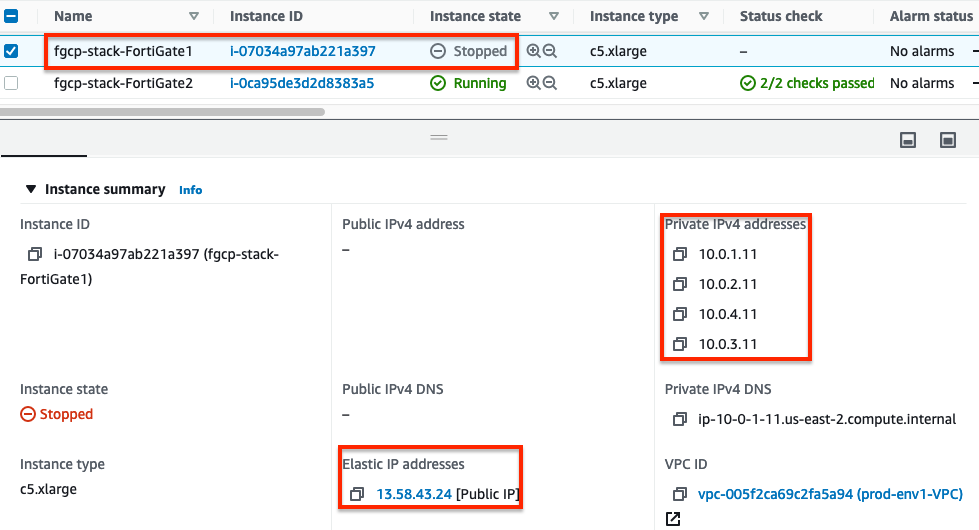 Name Instance ID Instance state Instance type Status check Alarm status
fgcp-stack-FortiGate1 i-07034a97ab221a397 Stopped c5.xlarge – No alarms
fgcp-stack-FortiGate2 i-0ca95de3d2d8383a5 Running c5.xlarge 2/2 checks passed No alarms
Instance summary Info
Instance ID Public IPv4 address Private IPv4 addresses
i-07034a97ab221a397 (fgcp-stack- – 10.0.1.11
FortiGate1) 10.0.2.11
10.0.4.11
10.0.3.11
Instance state Public IPv4 DNS Private IPv4 DNS
Stopped – ip-10-0-1-11.us-east-2.compute.internal
Instance type Elastic IP addresses VPC ID
c5.xlarge 13.58.43.24 [Public IP] vpc-005f2ca69c2fa5a94 (prod-env1-VPC)